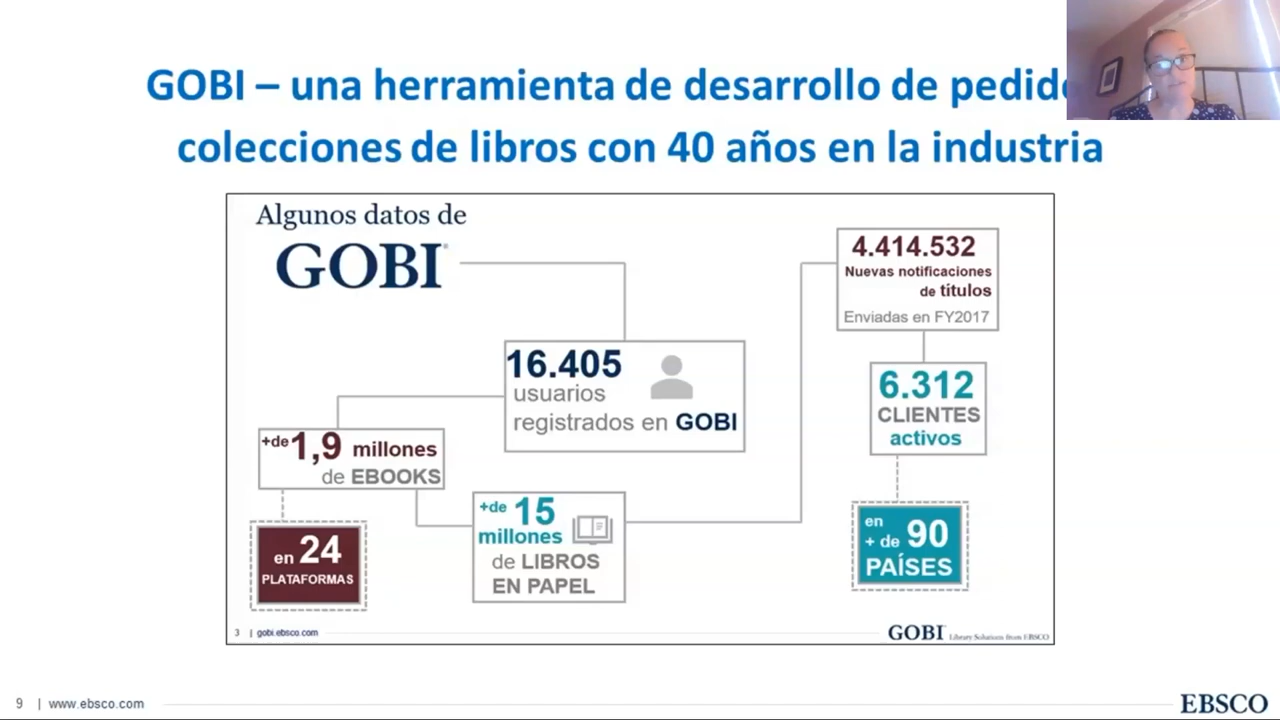 GOBI – una herramienta de desarrollo de
colecciones de libros con 40 años en la industria
Algunos datos de
GOBI
16.405
usuarios
registrados en GOBI
+de 1,9 millones
de EBOOKS
en 24
PLATAFORMAS
+de 15
millones
de LIBROS
EN PAPEL
4.414.532
Nuevas notificaciones
de títulos
Enviadas en FY2017
6.312
CLIENTES
activos
en
+ de 90
PAÍSES
3 | gobi.ebsco.com
GOBI Library Solutions from EBSCO
9 | www.ebsco.com
EBSCO